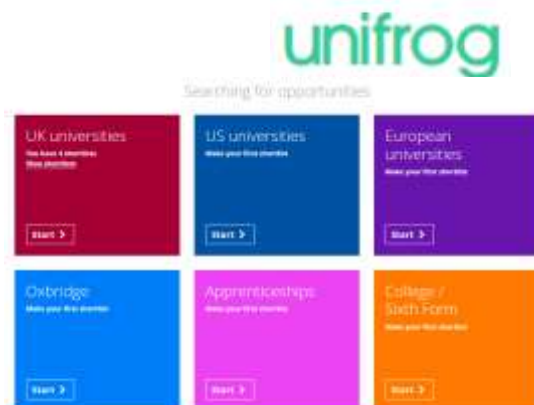 unifrog
Searching for opportunities
UK universities
You have 4 shortlists
Show shortlists
Start >
US universities
Make your first shortlist
Start >
European
universities
Make your first shortlist
Start >
Oxbridge
Make your first shortlist
Start >
Apprenticeships
Make your first shortlist
Start >
College /
Sixth Form
Make your first shortlist
Start >